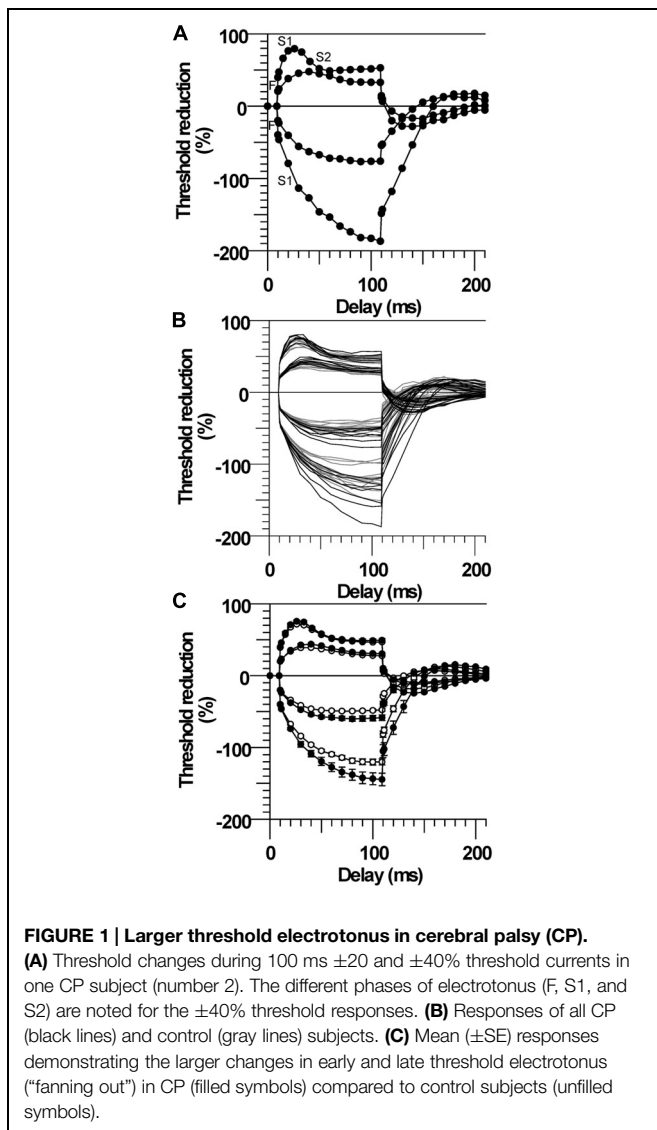 A
100
S1
S2
F
0
F
-100
S1
-200
Threshold reduction
(%)
0 100 200
Delay (ms)
B
100
0
-100
-200
Threshold reduction
(%)
0 100 200
Delay (ms)
C
100
0
-100
-200
Threshold reduction
(%)
0 100 200
Delay (ms)
FIGURE 1 | Larger threshold electrotonus in cerebral palsy (CP).
(A) Threshold changes during 100 ms ±20 and ±40% threshold currents in
one CP subject (number 2). The different phases of electrotonus (F, S1, and
S2) are noted for the ±40% threshold responses. (B) Responses of all CP
(black lines) and control (gray lines) subjects. (C) Mean (±SE) responses
demonstrating the larger changes in early and late threshold electrotonus
(“fanning out”) in CP (filled symbols) compared to control subjects (unfilled
symbols).